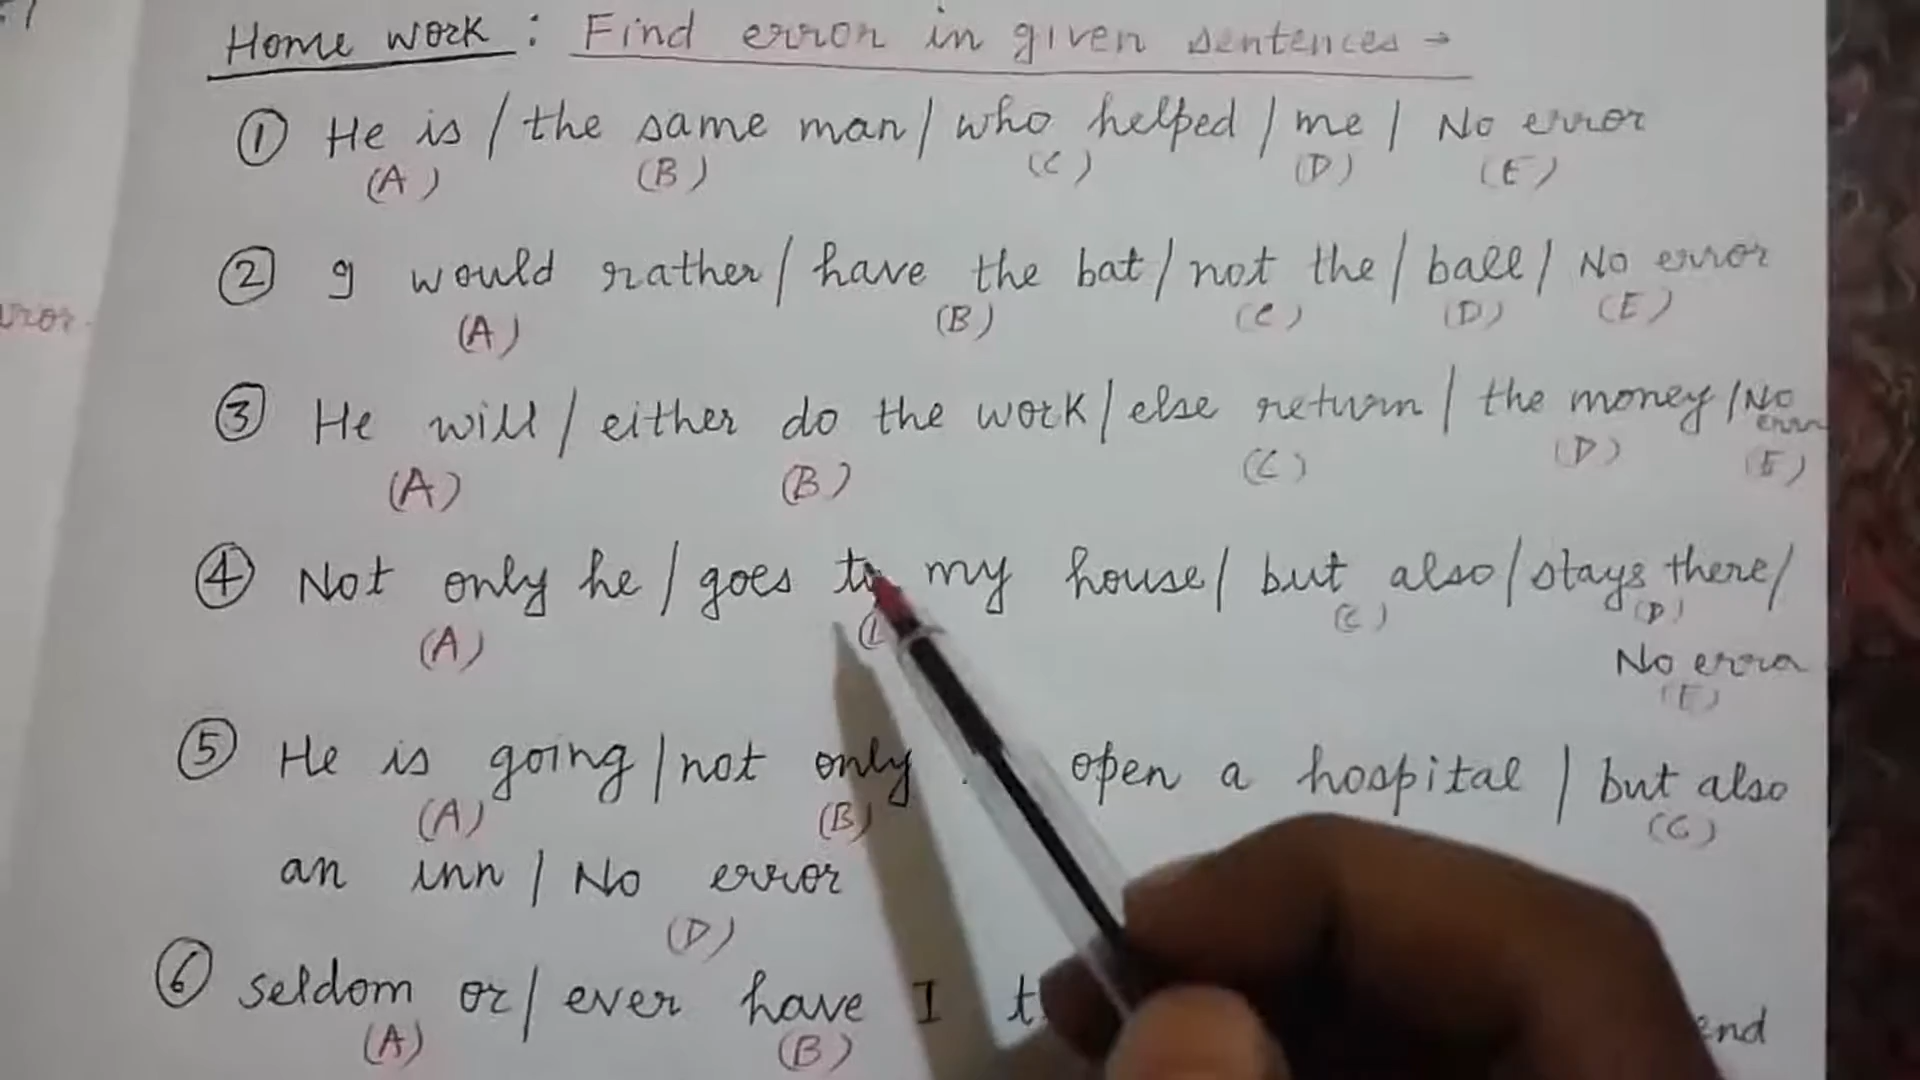 Home work : Find error in given sentences →
① He is / the same man / who helped / me / No error
(A) (B) (C) (D) (E)
② I would rather / have the bat / not the / ball / No error
(A) (B) (C) (D) (E)
error.
③ He will / either do the work / else return / the money / No
error
(A) (B) (C) (D) (E)
④ Not only he / goes to my house / but also / stays there /
(A) (C) (D)
No error
(E)
⑤ He is going / not only open a hospital / but also
(A) (B) (C)
an inn / No error
(D)
⑥ seldom or / ever have I
(A) (B)